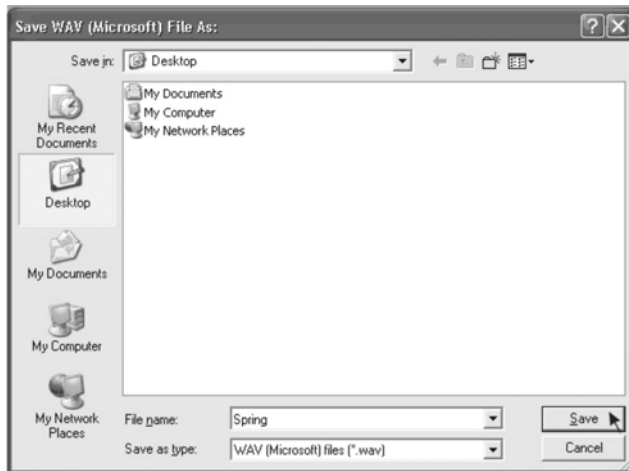 Save WAV (Microsoft) File As:
Save in:
Desktop
My Recent
Documents
Desktop
My Documents
My Computer
My Network
Places
My Documents
My Computer
My Network Places
File name:
Spring
Save
Save as type:
WAV (Microsoft) files (*.wav)
Cancel